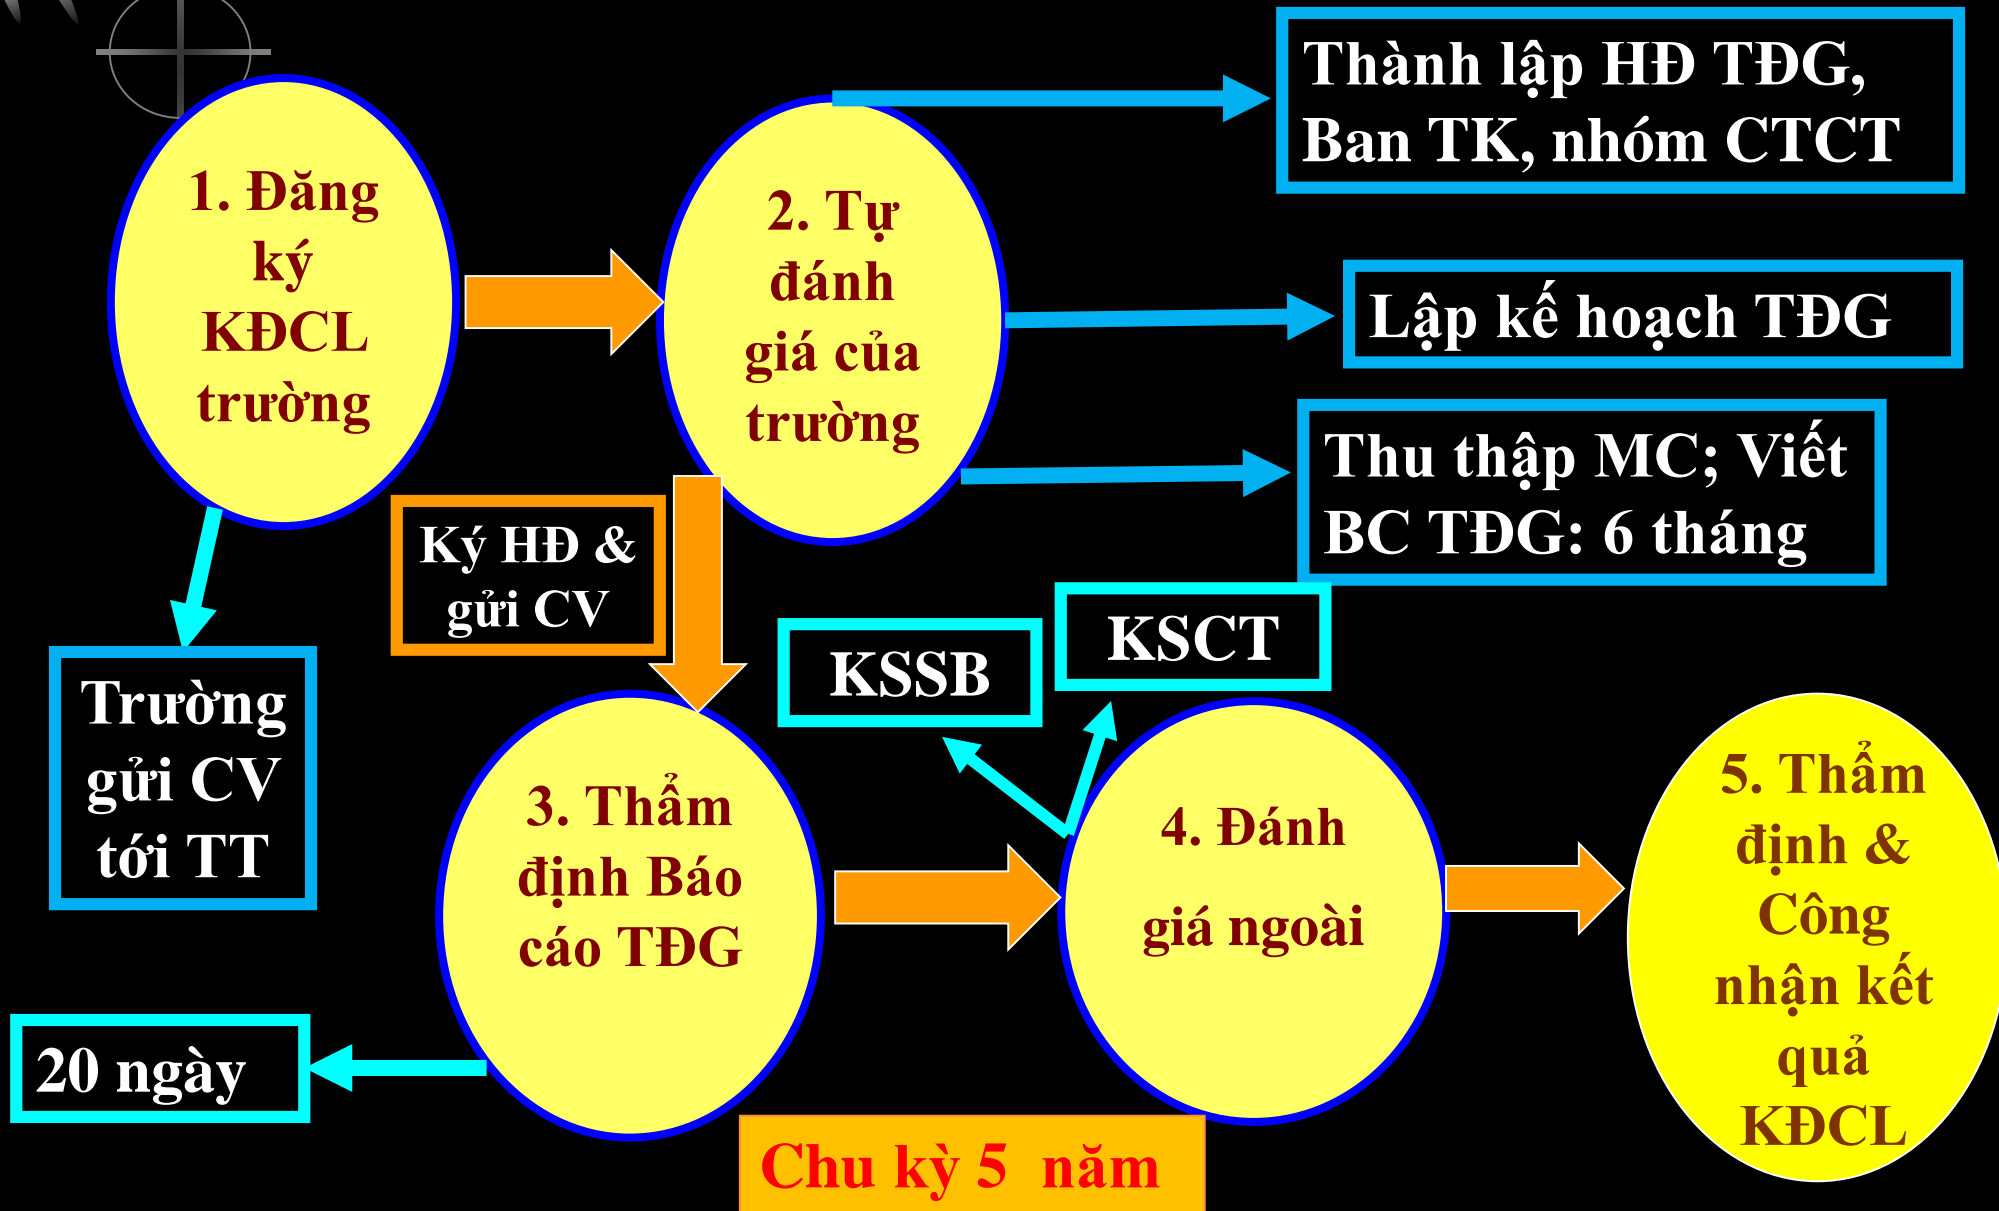 1. Đăng
ký
KĐCL
trường
2. Tự
đánh
giá của
trường
Thành lập HĐ TĐG,
Ban TK, nhóm CTCT
Lập kế hoạch TĐG
Thu thập MC; Viết
BC TĐG: 6 tháng
Ký HĐ &
gửi CV
Trường
gửi CV
tới TT
KSSB
KSCT
3. Thẩm
định Báo
cáo TĐG
4. Đánh
giá ngoài
5. Thẩm
định &
Công
nhận kết
quả
KĐCL
20 ngày
Chu kỳ 5 năm